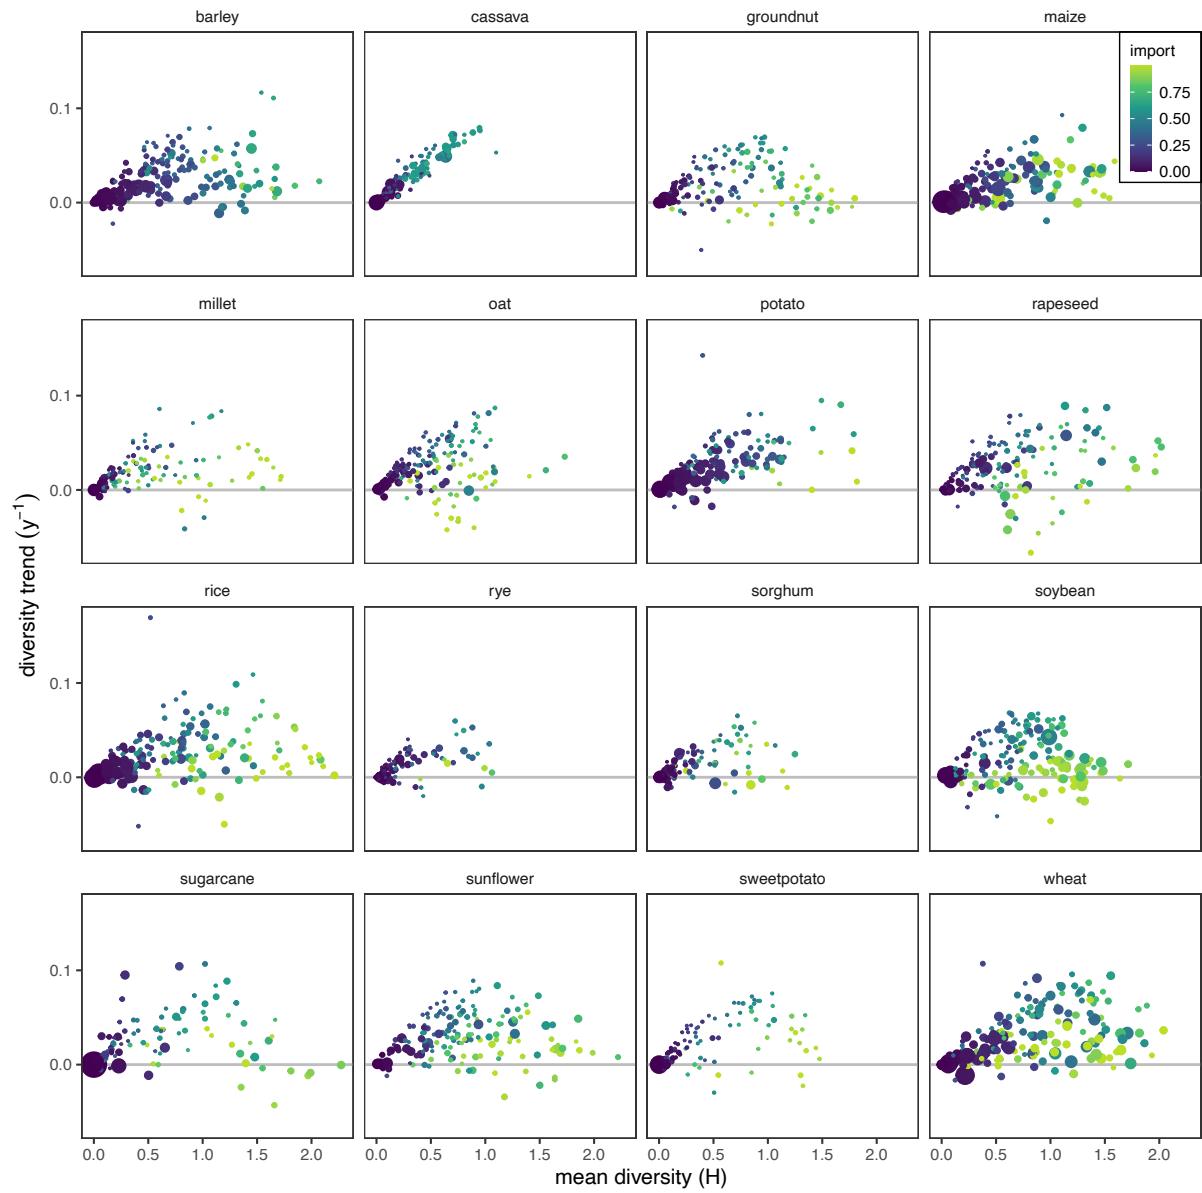 barley cassava groundnut maize
import
0.75
0.50
0.25
0.00
0.1
0.0
millet oat potato rapeseed
0.1
0.0
diversity trend (y⁻¹)
rice rye sorghum soybean
0.1
0.0
sugarcane sunflower sweetpotato wheat
0.1
0.0
0.0 0.5 1.0 1.5 2.0 0.0 0.5 1.0 1.5 2.0 0.0 0.5 1.0 1.5 2.0 0.0 0.5 1.0 1.5 2.0
mean diversity (H)